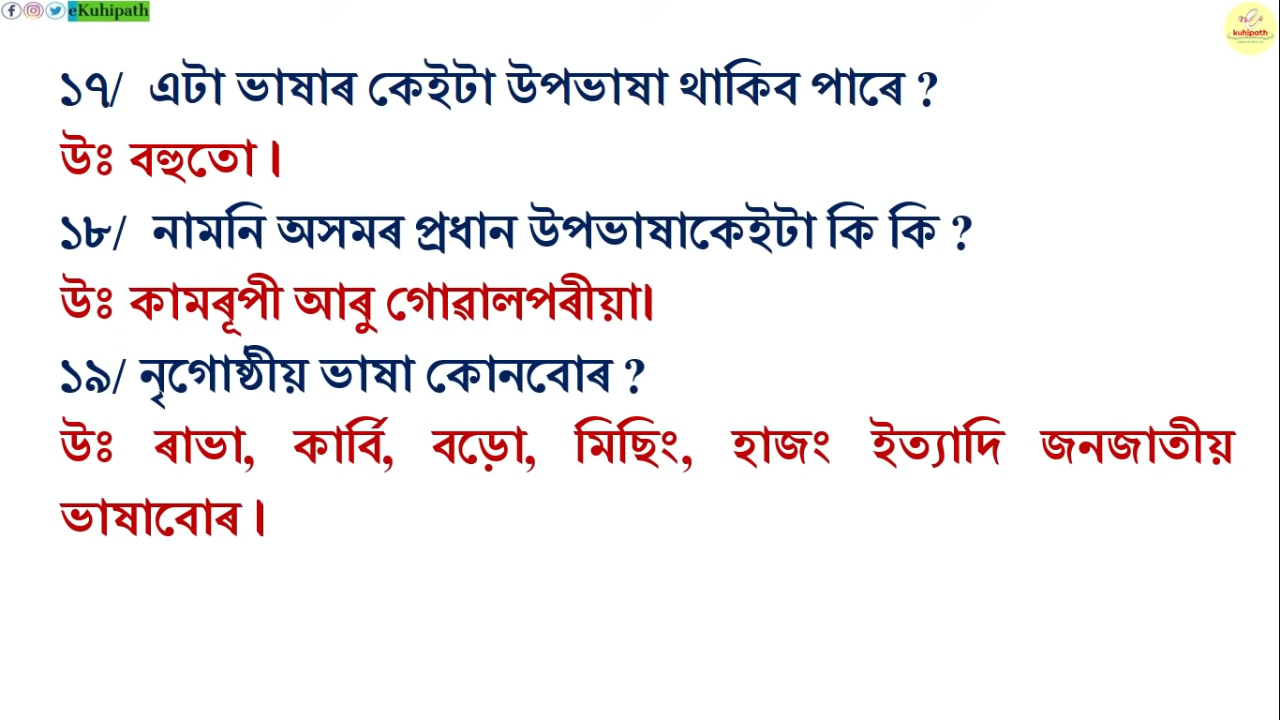 eKuhipath
kuhipath
১৭/ এটা ভাষাৰ কেইটা উপভাষা থাকিব পাৰে ?
উঃ বহুতো ।
১৮/ নামনি অসমৰ প্ৰধান উপভাষাকেইটা কি কি ?
উঃ কামৰূপী আৰু গোৱালপৰীয়া।
১৯/ নৃগোষ্ঠীয় ভাষা কোনবোৰ ?
উঃ ৰাভা, কাৰ্বি, বড়ো, মিছিং, হাজং ইত্যাদি জনজাতীয়
ভাষাবোৰ ।